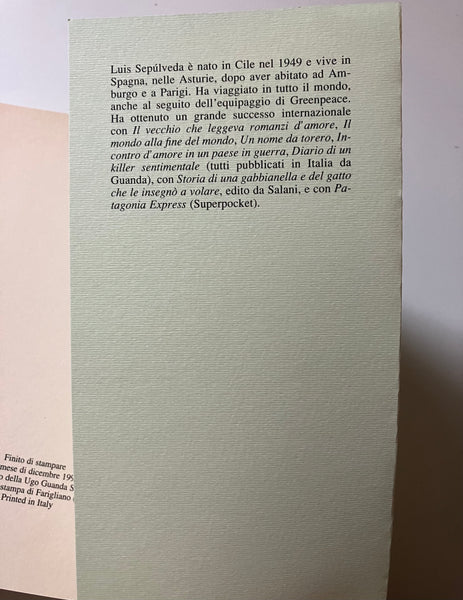 Luis Sepúlveda è nato in Cile nel 1949 e vive in
Spagna, nelle Asturie, dopo aver abitato ad Am-
burgo e a Parigi. Ha viaggiato in tutto il mondo,
anche al seguito dell'equipaggio di Greenpeace.
Ha ottenuto un grande successo internazionale
con Il vecchio che leggeva romanzi d'amore, Il
mondo alla fine del mondo, Un nome da torero, In-
contro d'amore in un paese in guerra, Diario di un
killer sentimentale (tutti pubblicati in Italia da
Guanda), con Storia di una gabbianella e del gatto
che le insegnò a volare, edito da Salani, e con Pa-
tagonia Express (Superpocket).
Finito di stampare
mese di dicembre 199
della Ugo Guanda S
stampa di Farigliano
Printed in Italy